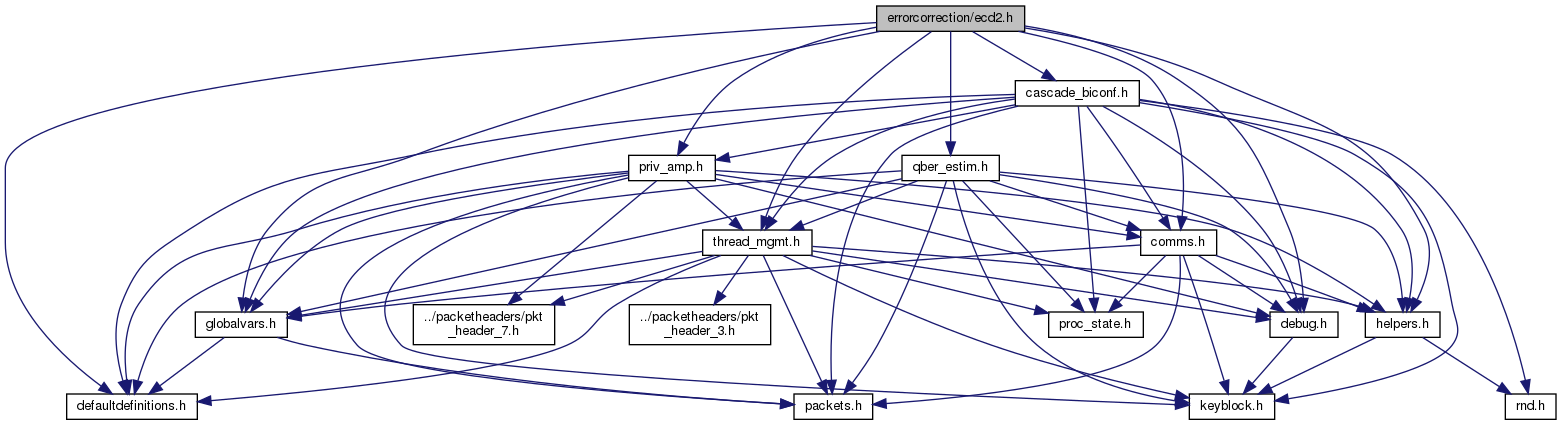 errorcorrection/ecd2.h
cascade_biconf.h
priv_amp.h
qber_estim.h
thread_mgmt.h
comms.h
globalvars.h
../packetheaders/pkt
_header_7.h
../packetheaders/pkt
_header_3.h
proc_state.h
debug.h
helpers.h
defaultdefinitions.h
packets.h
keyblock.h
rnd.h